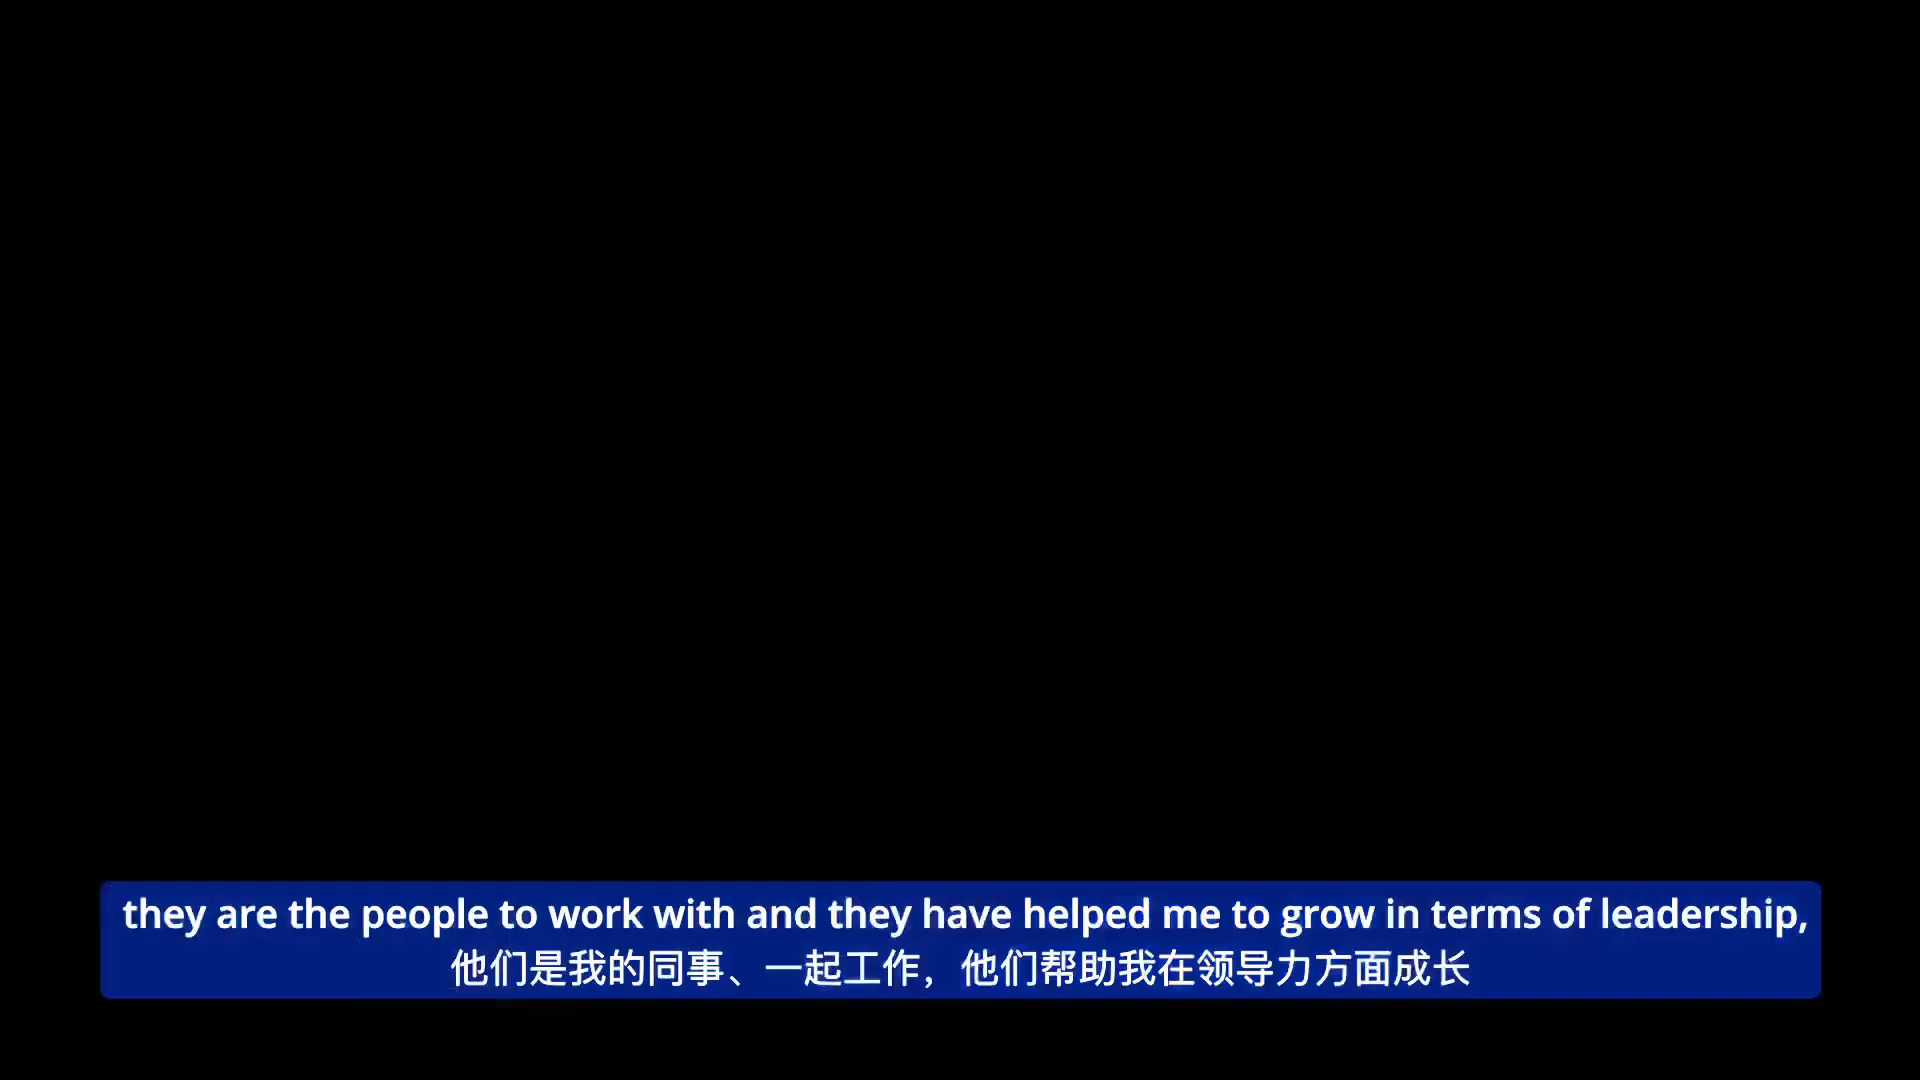 they are the people to work with and they have helped me to grow in terms of leadership,
他们是我的同事、一起工作，他们帮助我在领导力方面成长